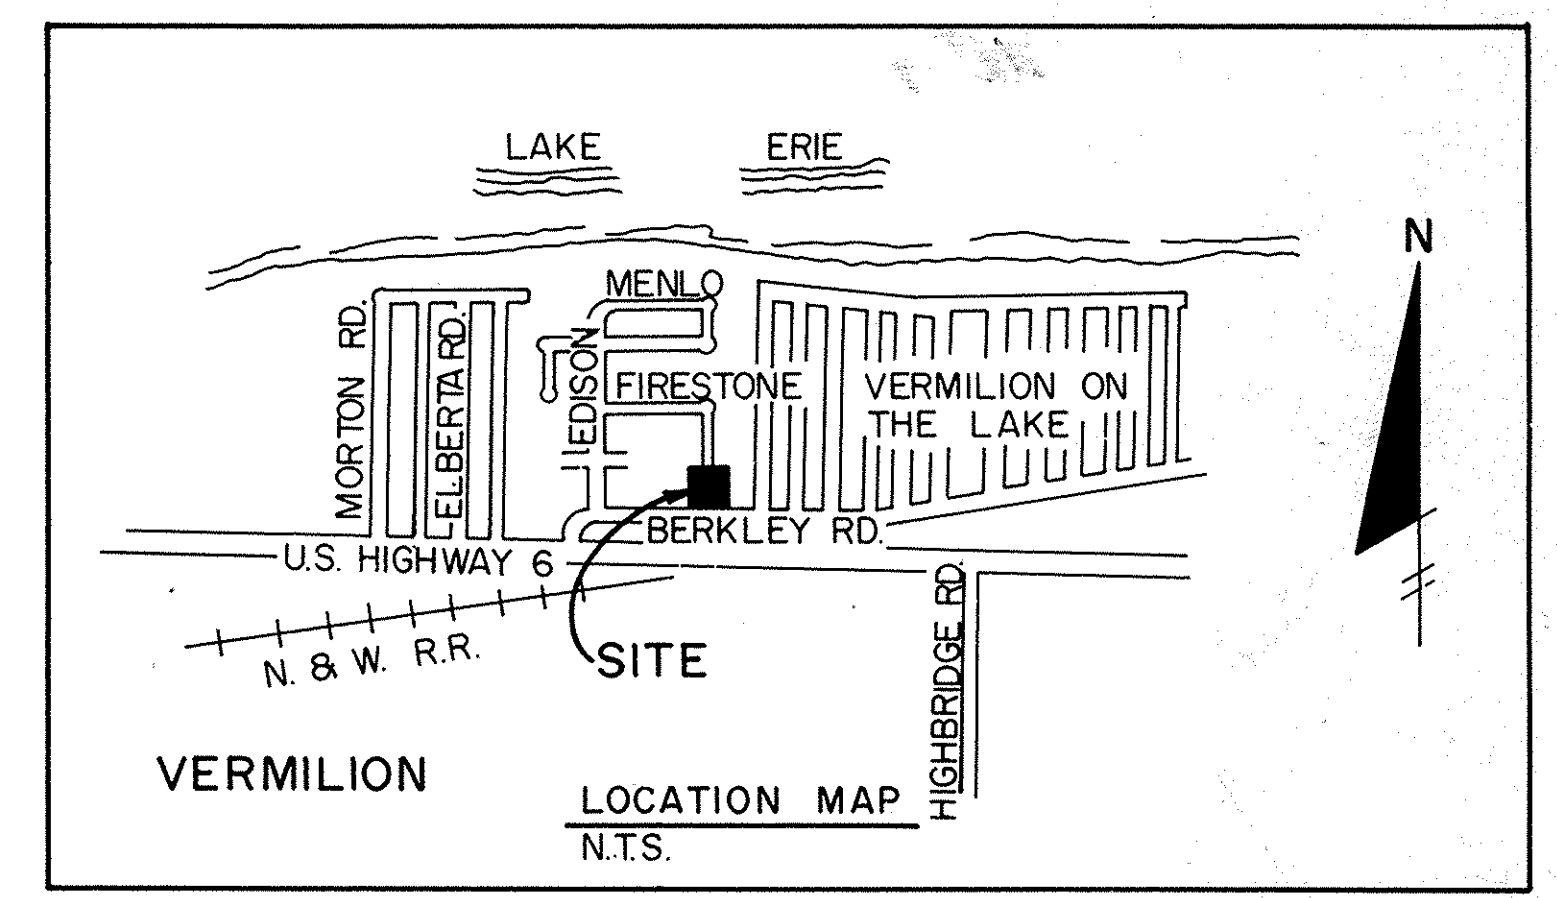 LAKE ERIE
N
MENLO
MORTON RD.
ELBERTA RD.
EDISON
FIRESTONE
VERMILION ON
THE LAKE
BERKLEY RD.
U.S. HIGHWAY 6
HIGHBRIDGE RD.
N. & W. R.R.
SITE
VERMILION
LOCATION MAP
N.T.S.